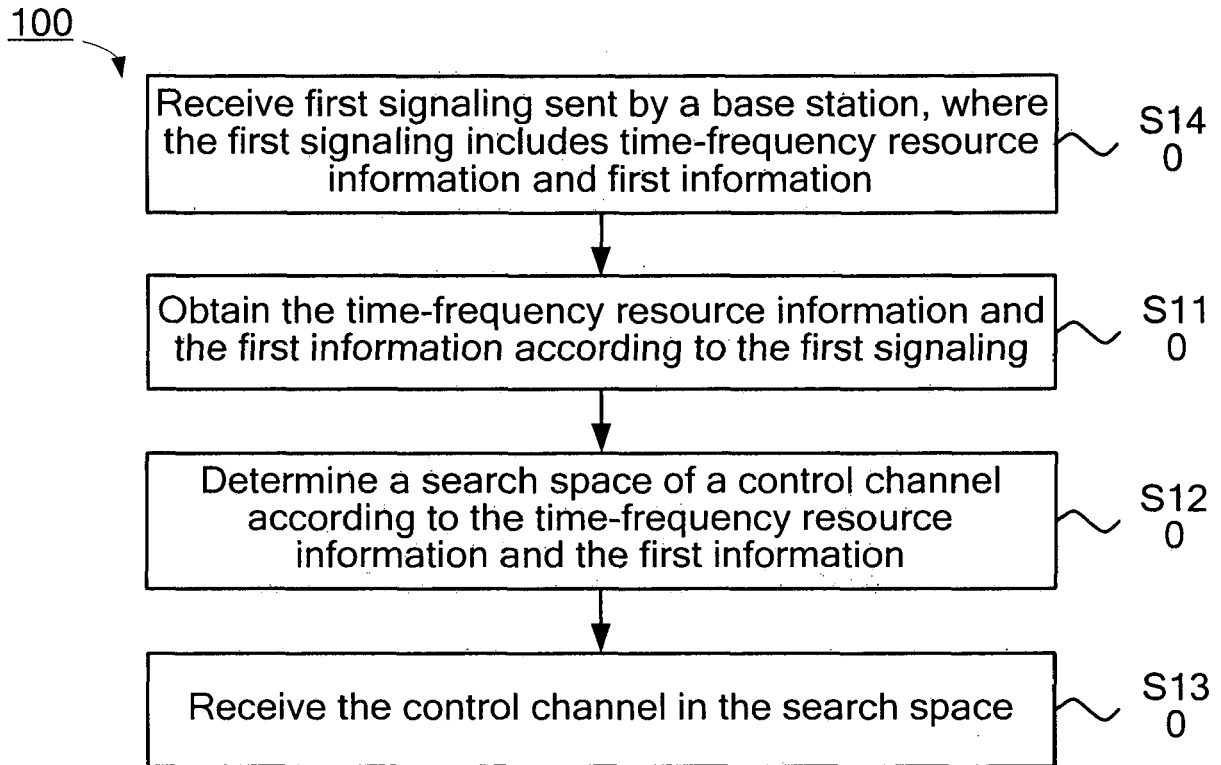 100
Receive first signaling sent by a base station, where
the first signaling includes time-frequency resource
information and first information
S14
0
Obtain the time-frequency resource information and
the first information according to the first signaling
S11
0
Determine a search space of a control channel
according to the time-frequency resource
information and the first information
S12
0
Receive the control channel in the search space
S13
0